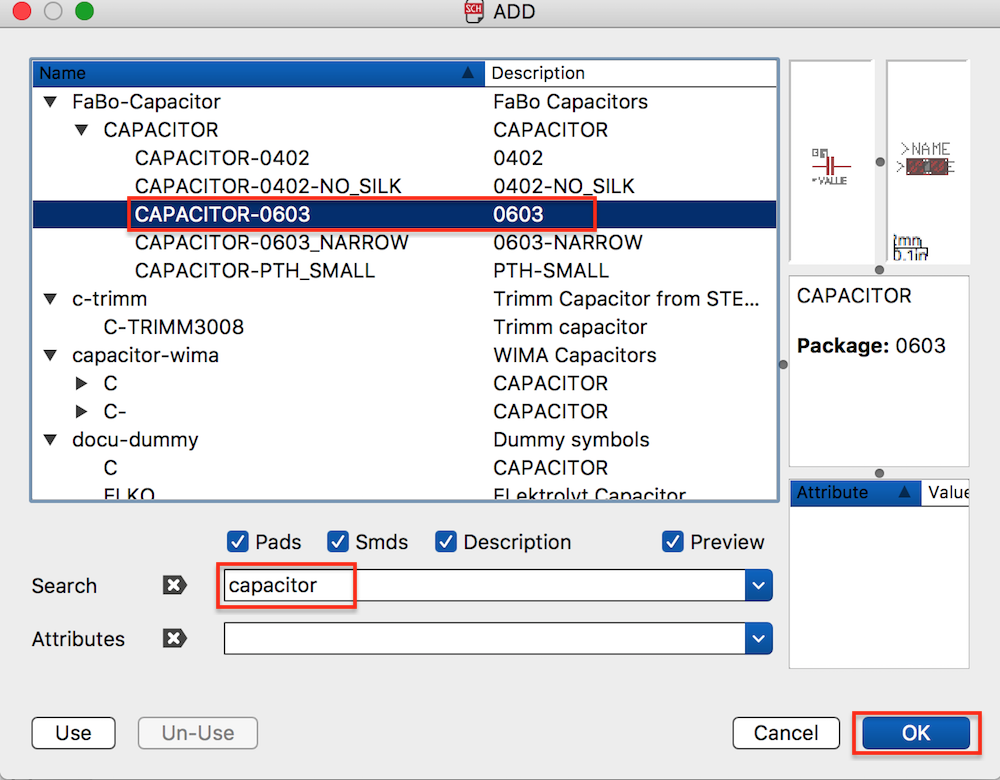 SCH ADD
Name Description
FaBo-Capacitor FaBo Capacitors
CAPACITOR CAPACITOR
CAPACITOR-0402 0402
CAPACITOR-0402-NO_SILK 0402-NO_SILK
CAPACITOR-0603 0603
CAPACITOR-0603_NARROW 0603-NARROW
CAPACITOR-PTH_SMALL PTH-SMALL
c-trimm Trimm Capacitor from STE...
C-TRIMM3008 Trimm capacitor
capacitor-wima WIMA Capacitors
C CAPACITOR
C- CAPACITOR
docu-dummy Dummy symbols
C CAPACITOR
ELKO ELektrolyt Capacitor
>VALUE
>NAME
2mm
0.1in
CAPACITOR
Package: 0603
Attribute Value
Pads Smds Description Preview
Search capacitor
Attributes
Use Un-Use Cancel OK